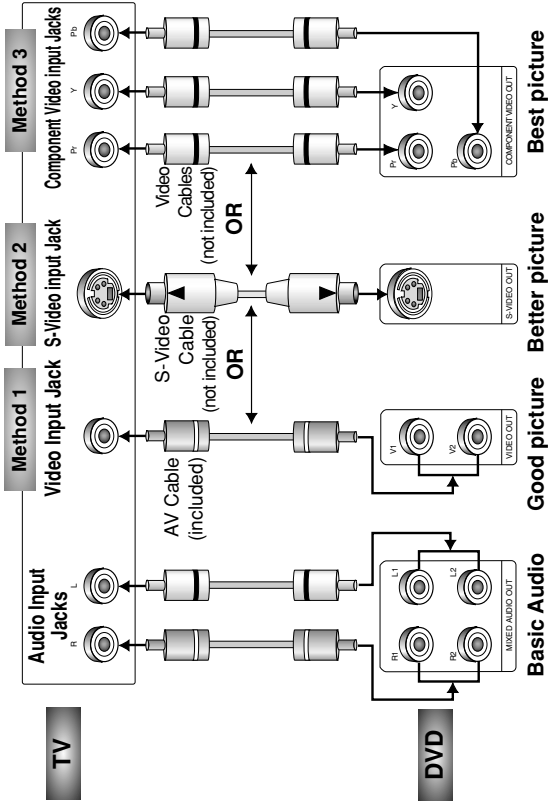 TV
Method 1
Method 2
Method 3
Audio Input
Jacks
Video Input Jack
S-Video input Jack
Component Video input Jacks
R
L
Pr
Y
Pb
AV Cable
(included)
S-Video
Cable
(not included)
OR
Video
Cables
(not included)
OR
DVD
R1
L1
R2
L2
MIXED AUDIO OUT
V1
V2
VIDEO OUT
S-VIDEO OUT
Pr
Y
Pb
COMPONENT VIDEO OUT
Basic Audio
Good picture
Better picture
Best picture